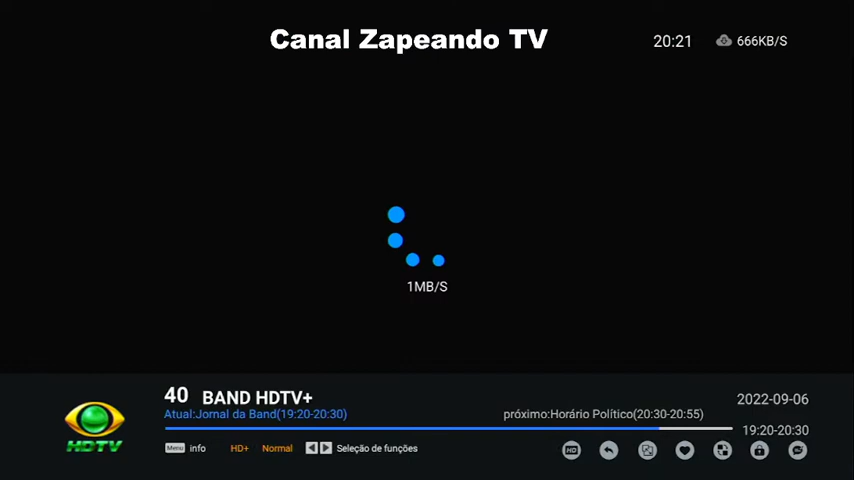 Canal Zapeando TV
20:21
666KB/S
1MB/S
40 BAND HDTV+
2022-09-06
Atual:Jornal da Band(19:20-20:30)
próximo:Horário Político(20:30-20:55)
19:20-20:30
HDTV
Menu info HD+ Normal Seleção de funções
HD